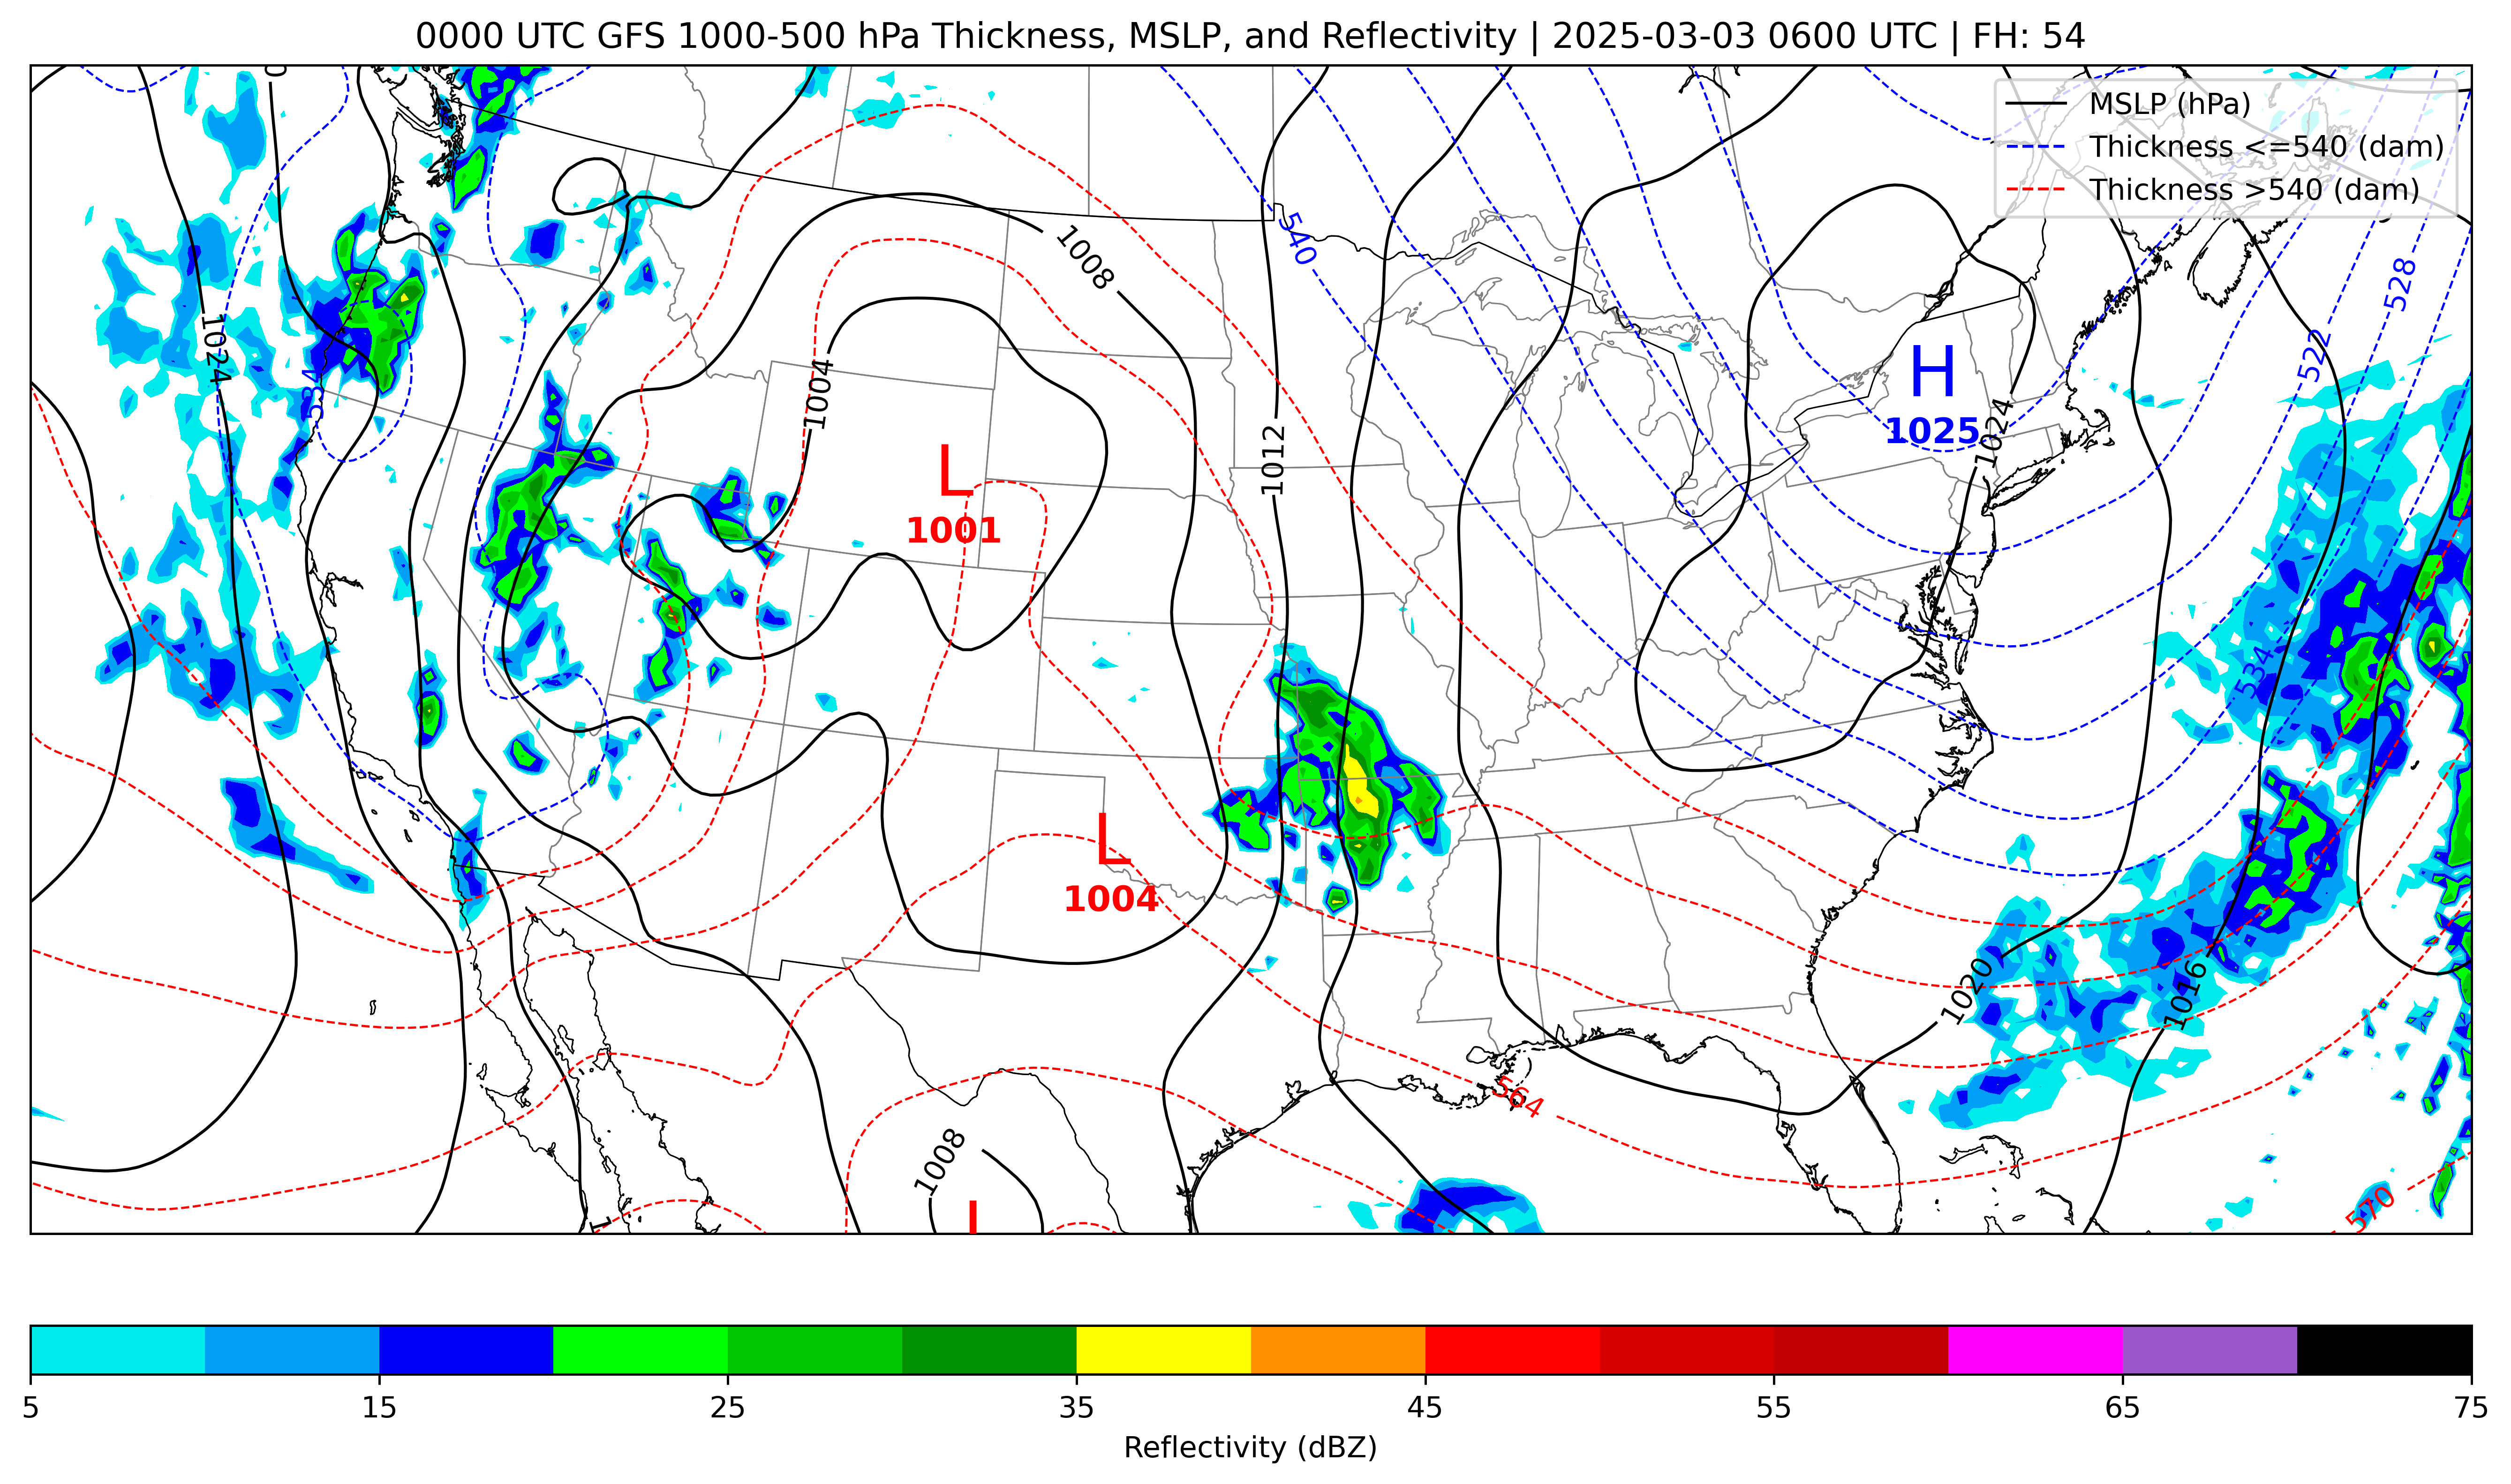 0000 UTC GFS 1000-500 hPa Thickness, MSLP, and Reflectivity | 2025-03-03 0600 UTC | FH: 54
MSLP (hPa)
Thickness <=540 (dam)
Thickness >540 (dam)
0
540
1008
528
1024
522
534
1004
H
1025
1024
1012
L
1001
534
L
1004
1020
1016
564
1008
570
1
L
5 15 25 35 45 55 65 75
Reflectivity (dBZ)